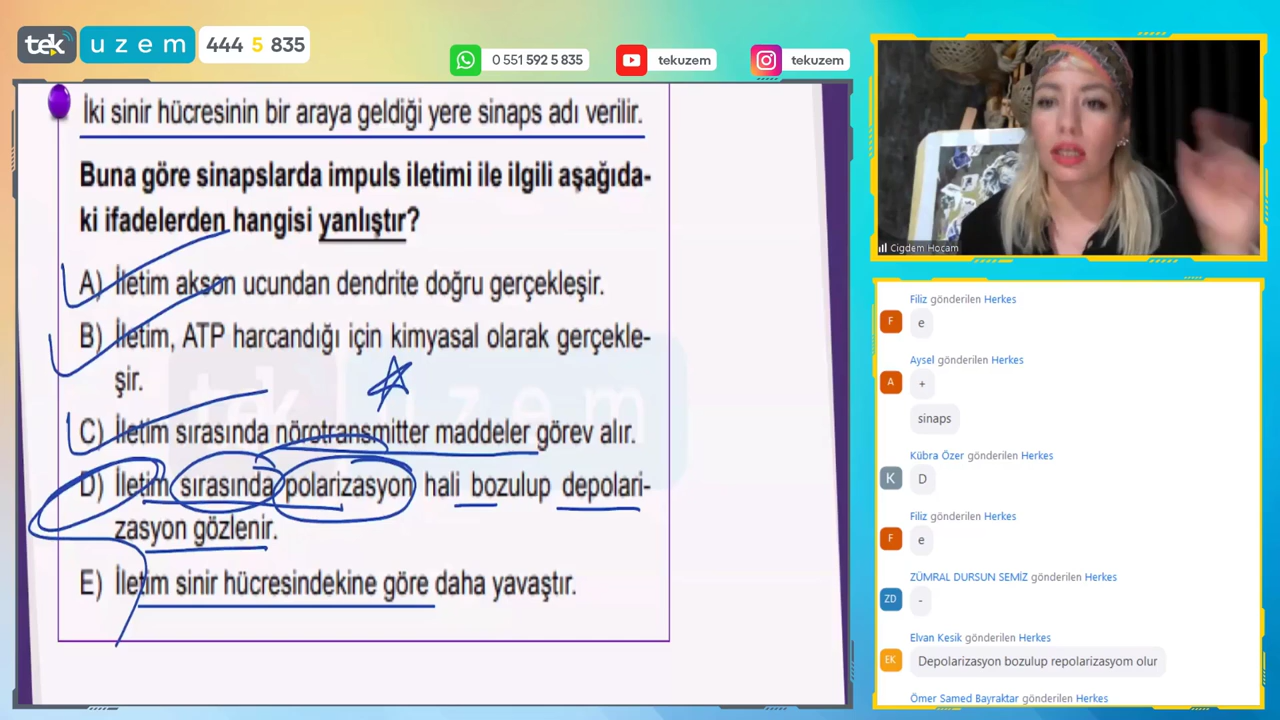 tek
uzem
444 5 835
0 551 592 5 835
tekuzem
tekuzem
İki sinir hücresinin bir araya geldiği yere sinaps adı verilir.
Buna göre sinapslarda impuls iletimi ile ilgili aşağıda-
ki ifadelerden hangisi yanlıştır?
A) İletim akson ucundan dendrite doğru gerçekleşir.
B) İletim, ATP harcandığı için kimyasal olarak gerçekle-
şir.
C) İletim sırasında nörotransmitter maddeler görev alır.
D) İletim sırasında polarizasyon hali bozulup depolari-
zasyon gözlenir.
E) İletim sinir hücresindekine göre daha yavaştır.
tek uzem
Cigdem Hocam
Filiz gönderilen Herkes
F
e
Aysel gönderilen Herkes
A
+
sinaps
Kübra Özer gönderilen Herkes
K
D
Filiz gönderilen Herkes
F
e
ZÜMRAL DURSUN SEMİZ gönderilen Herkes
ZD
-
Elvan Kesik gönderilen Herkes
EK
Depolarizasyon bozulup repolarizasyom olur
Ömer Samed Bayraktar gönderilen Herkes